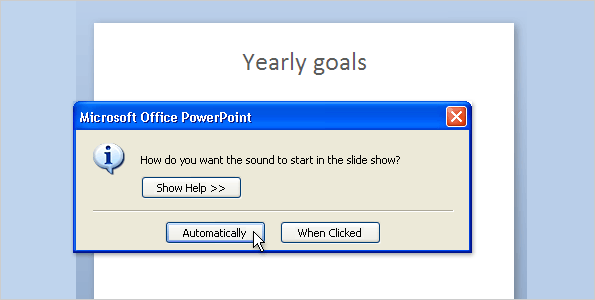 Yearly goals
Microsoft Office PowerPoint
How do you want the sound to start in the slide show?
Show Help >>
Automatically
When Clicked